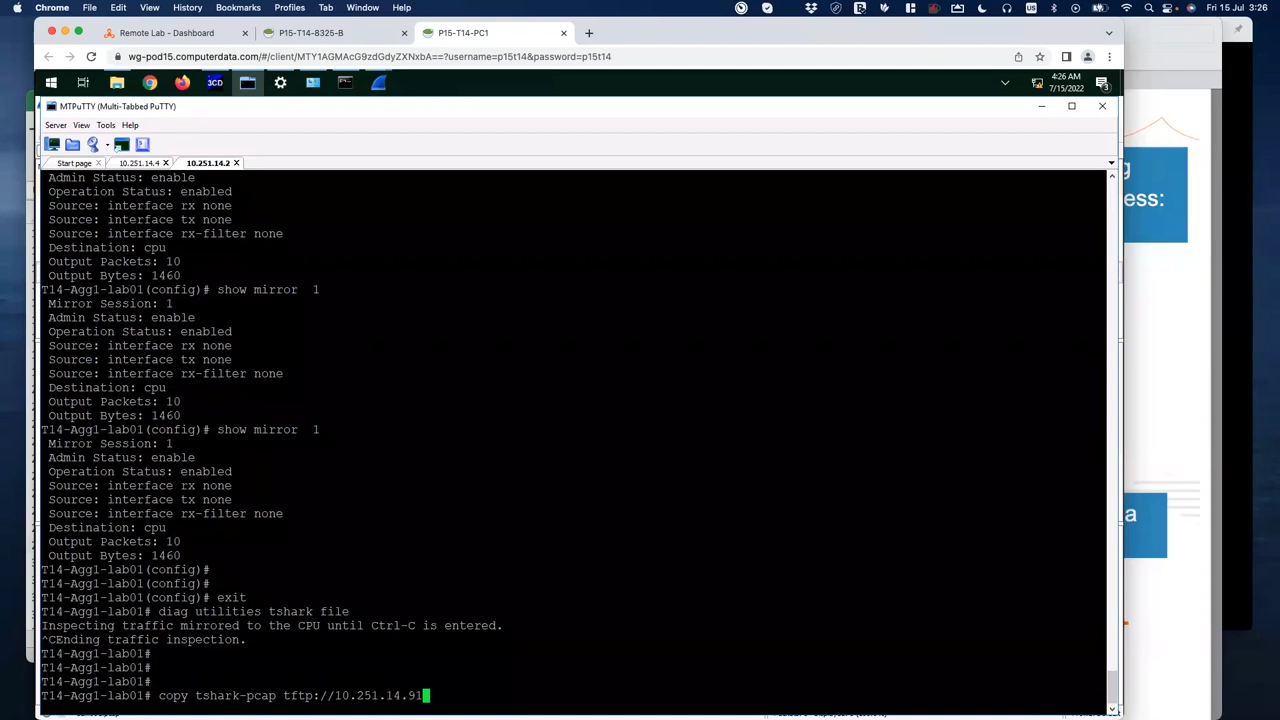 Chrome File Edit View History Bookmarks Profiles Tab Window Help Fri 15 Jul 3:26
Remote Lab - Dashboard P15-T14-8325-B P15-T14-PC1
wg-pod15.computerdata.com/#/client/MTY1AGMAcG9zdGdyZXNxbA==?username=p15t14&password=p15t14
3CD 4:26 AM
7/15/2022 3
MTPuTTY (Multi-Tabbed PuTTY)
Server View Tools Help
Start page 10.251.14.4 10.251.14.2
Admin Status: enable
Operation Status: enabled
Source: interface rx none
Source: interface tx none
Source: interface rx-filter none
Destination: cpu
Output Packets: 10
Output Bytes: 1460
T14-Agg1-lab01(config)# show mirror  1
Mirror Session: 1
Admin Status: enable
Operation Status: enabled
Source: interface rx none
Source: interface tx none
Source: interface rx-filter none
Destination: cpu
Output Packets: 10
Output Bytes: 1460
T14-Agg1-lab01(config)# show mirror  1
Mirror Session: 1
Admin Status: enable
Operation Status: enabled
Source: interface rx none
Source: interface tx none
Source: interface rx-filter none
Destination: cpu
Output Packets: 10
Output Bytes: 1460
T14-Agg1-lab01(config)#
T14-Agg1-lab01(config)#
T14-Agg1-lab01(config)# exit
T14-Agg1-lab01# diag utilities tshark file
Inspecting traffic mirrored to the CPU until Ctrl-C is entered.
^CEnding traffic inspection.
T14-Agg1-lab01#
T14-Agg1-lab01#
T14-Agg1-lab01#
T14-Agg1-lab01# copy tshark-pcap tftp://10.251.14.91
g
ess:
a